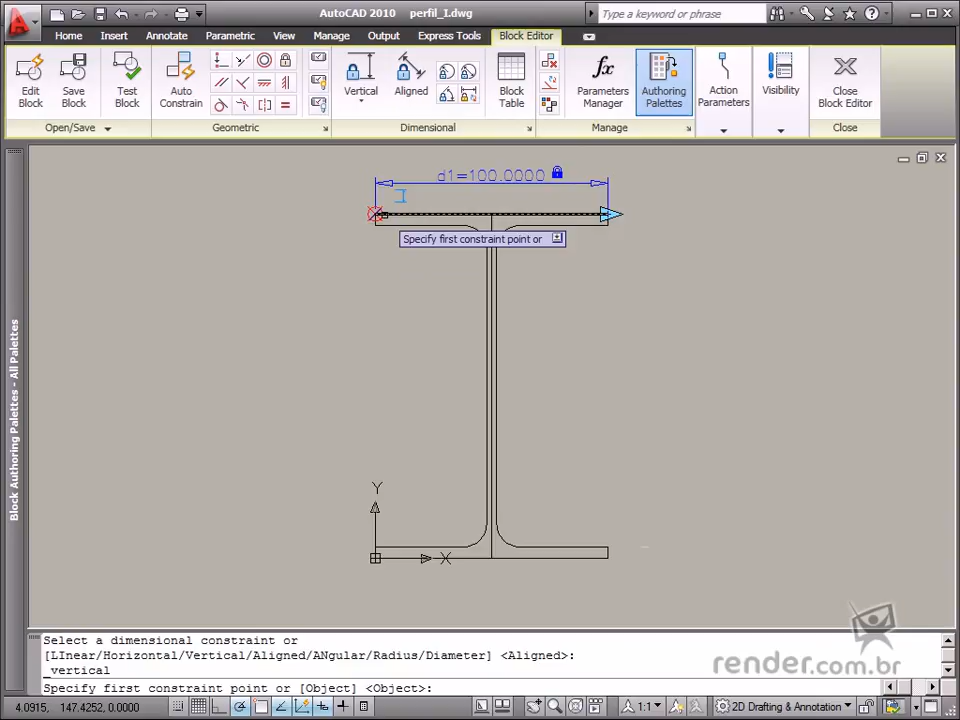 AutoCAD 2010 perfil_I.dwg
Type a keyword or phrase
Home Insert Annotate Parametric View Manage Output Express Tools Block Editor
Edit Block
Save Block
Test Block
Auto Constrain
Vertical
Aligned
Block Table
fx
Parameters Manager
Authoring Palettes
Action Parameters
Visibility
Close Block Editor
Open/Save Geometric Dimensional Manage Close
d1=100.0000
Specify first constraint point or
Y
X
Block Authoring Palettes - All Palettes
Select a dimensional constraint or
[LInear/Horizontal/Vertical/Aligned/ANgular/Radius/Diameter] <Aligned>:
_vertical
Specify first constraint point or [Object] <Object>:
render.com.br
4.0915, 147.4252, 0.0000 1:1 2D Drafting & Annotation